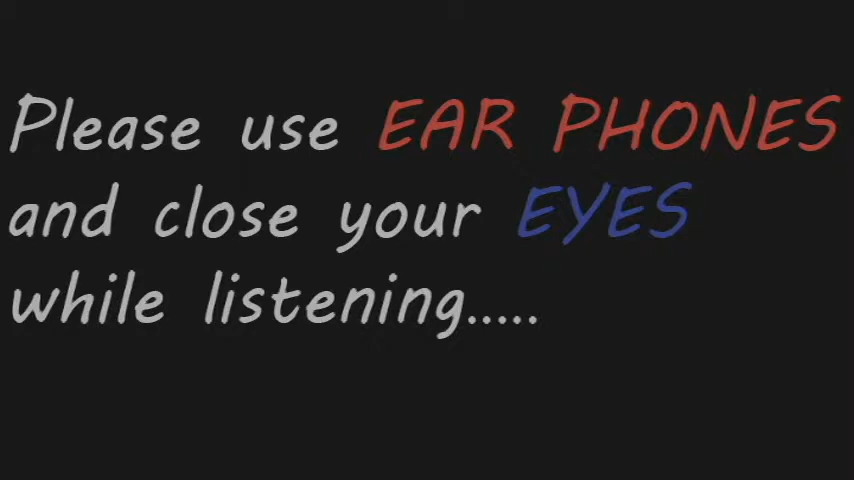 Please use EAR PHONES
and close your EYES
while listening.....